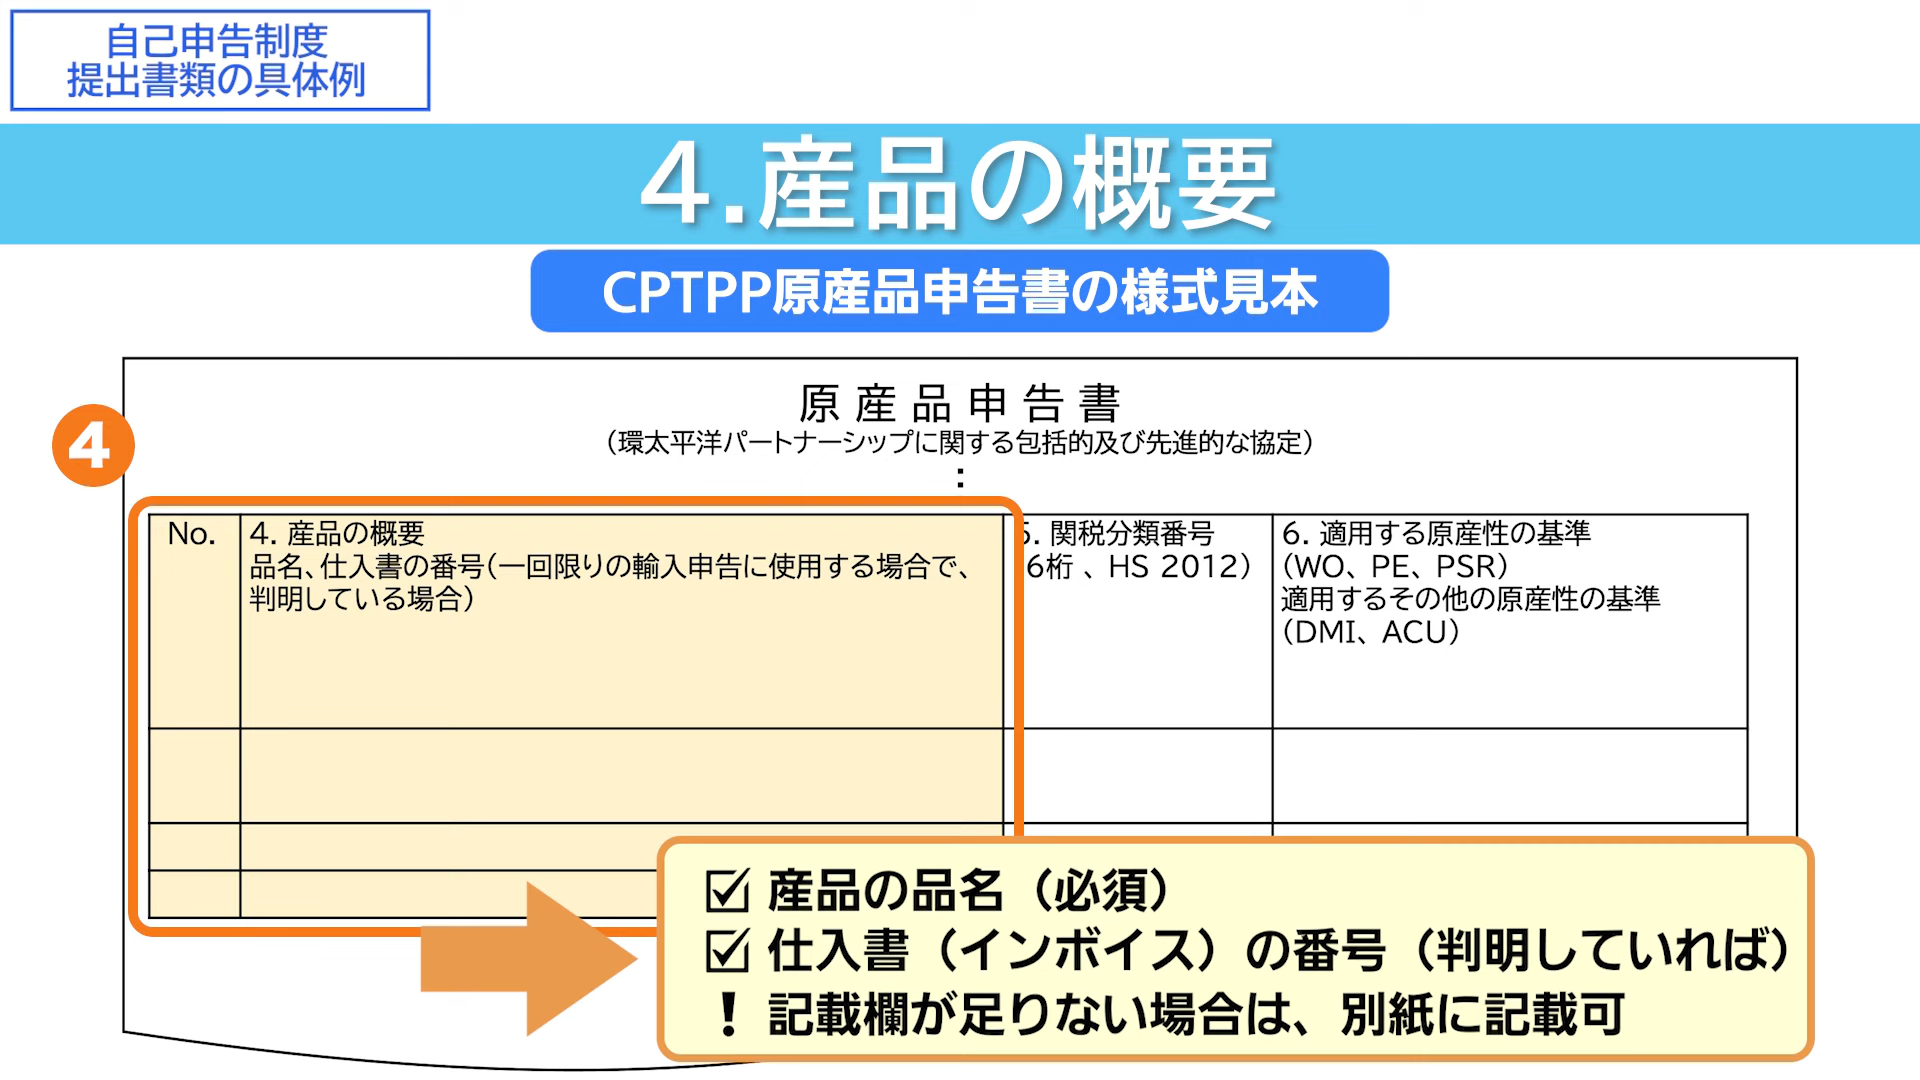 自己申告制度
提出書類の具体例
4.産品の概要
CPTPP原産品申告書の様式見本
原産品申告書
（環太平洋パートナーシップに関する包括的及び先進的な協定）
：
4
No.
4. 産品の概要
品名、仕入書の番号（一回限りの輸入申告に使用する場合で、
判明している場合）
5. 関税分類番号
6桁 、HS 2012）
6. 適用する原産性の基準
（WO、PE、PSR）
適用するその他の原産性の基準
（DMI、ACU）
☑ 産品の品名（必須）
☑ 仕入書（インボイス）の番号（判明していれば）
！ 記載欄が足りない場合は、別紙に記載可